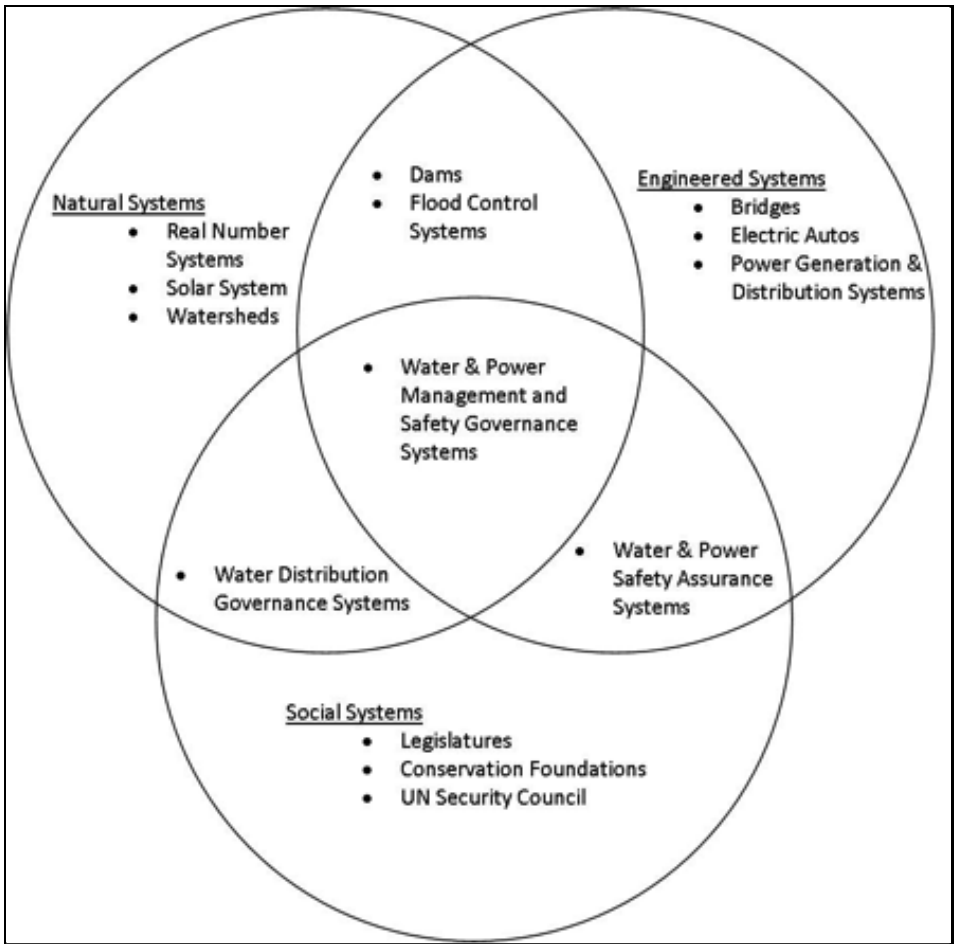 Natural Systems
• Real Number
Systems
• Solar System
• Watersheds
• Dams
• Flood Control
Systems
Engineered Systems
• Bridges
• Electric Autos
• Power Generation &
Distribution Systems
• Water & Power
Management and
Safety Governance
Systems
• Water Distribution
Governance Systems
• Water & Power
Safety Assurance
Systems
Social Systems
• Legislatures
• Conservation Foundations
• UN Security Council